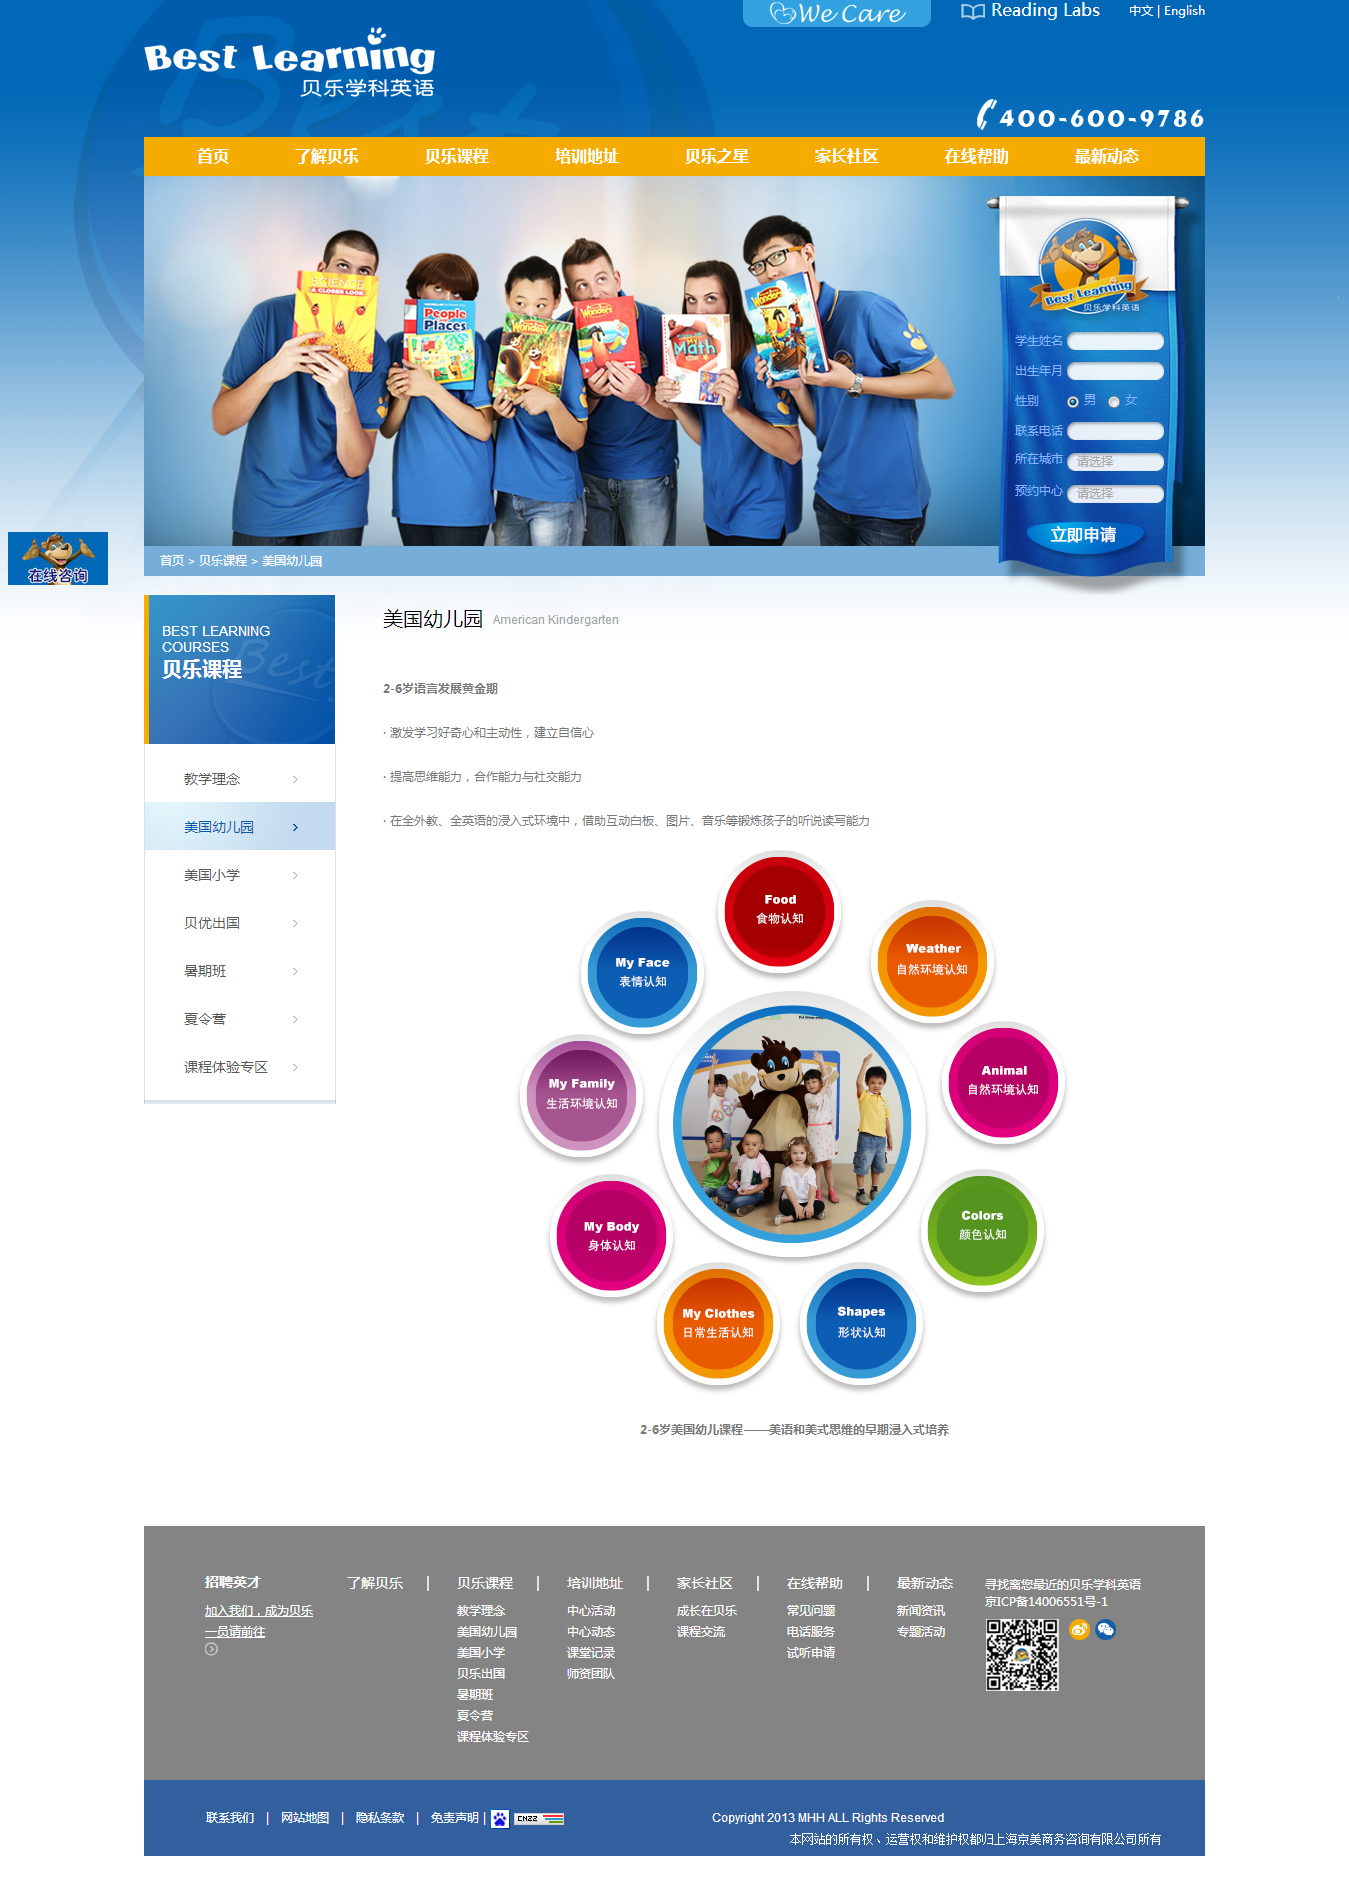 We Care
Reading Labs
中文 | English
Best Learning
贝乐学科英语
400-600-9786
首页 了解贝乐 贝乐课程 培训地址 贝乐之星 家长社区 在线帮助 最新动态
SCIENCE
A CLOSER LOOK
People
Places
Wonders
Wonders
Math
Wonders
Best Learning
贝乐学科英语
学生姓名
出生年月
性别 男 女
联系电话
所在城市 请选择
预约中心 请选择
立即申请
首页 > 贝乐课程 > 美国幼儿园
在线咨询
BEST LEARNING
COURSES
贝乐课程
教学理念
美国幼儿园
美国小学
贝优出国
暑期班
夏令营
课程体验专区
美国幼儿园 American Kindergarten
2-6岁语言发展黄金期
· 激发学习好奇心和主动性，建立自信心
· 提高思维能力，合作能力与社交能力
· 在全外教、全英语的浸入式环境中，借助互动白板、图片、音乐等锻炼孩子的听说读写能力
Food
食物认知
Weather
自然环境认知
My Face
表情认知
Animal
自然环境认知
My Family
生活环境认知
Colors
颜色认知
My Body
身体认知
My Clothes
日常生活认知
Shapes
形状认知
2-6岁美国幼儿课程——美语和美式思维的早期浸入式培养
招聘英才
加入我们，成为贝乐
一员请前往
了解贝乐
贝乐课程
教学理念
美国幼儿园
美国小学
贝乐出国
暑期班
夏令营
课程体验专区
培训地址
中心活动
中心动态
课堂记录
师资团队
家长社区
成长在贝乐
课程交流
在线帮助
常见问题
电话服务
试听申请
最新动态
新闻资讯
专题活动
寻找离您最近的贝乐学科英语
京ICP备14006551号-1
联系我们 | 网站地图 | 隐私条款 | 免责声明 | CNZZ
Copyright 2013 MHH ALL Rights Reserved
本网站的所有权、运营权和维护权都归上海京美商务咨询有限公司所有